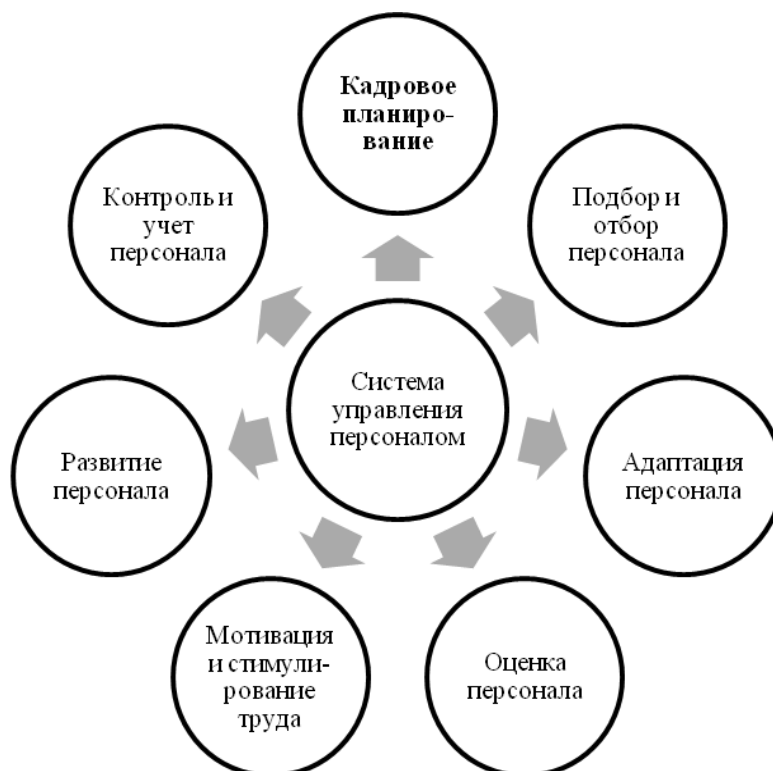 Кадровое
планиро-
вание
Подбор и
отбор
персонала
Адаптация
персонала
Оценка
персонала
Мотивация
и стимули-
рование
труда
Развитие
персонала
Контроль и
учет
персонала
Система
управления
персоналом